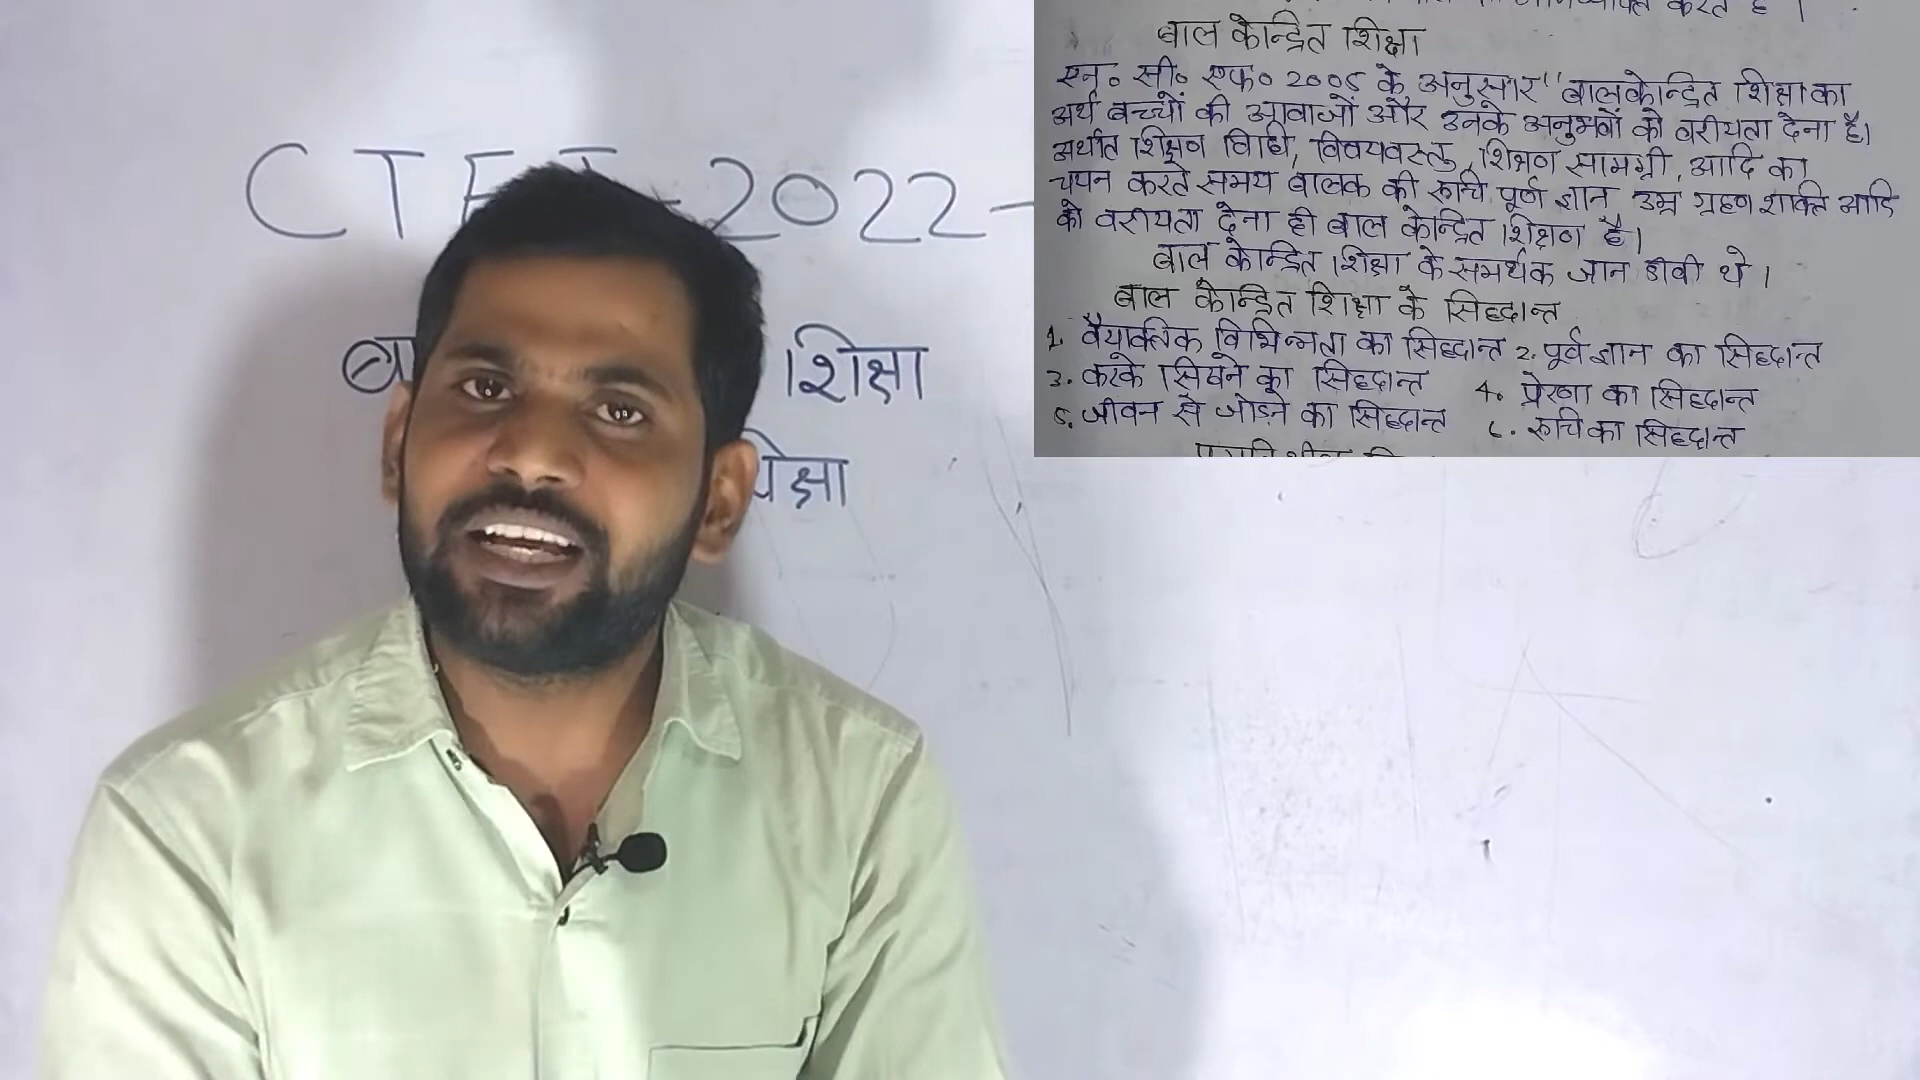 CTET-2022-
शिक्षा
करते है ।
बाल केन्द्रित शिक्षा
एन० सी० एफ० 2005 के अनुसार "बालकेन्द्रित शिक्षा का
अर्थ बच्चों की आवाजों और उनके अनुभवों को वरीयता देना है।
अर्थात शिक्षण विधि, विषयवस्तु, शिक्षण सामग्री, आदि का
चयन करते समय बालक की रूचि पूर्ण ज्ञान उम्र ग्रहण शक्ति आदि
को वरीयता देना ही बाल केन्द्रित शिक्षण है।
बाल केन्द्रित शिक्षा के समर्थक जान डीवी थे ।
बाल केन्द्रित शिक्षा के सिद्धान्त
1. वैयाक्तिक विभिन्नता का सिद्धान्त 2. पूर्व ज्ञान का सिद्धान्त
3. करके सिखने का सिद्धान्त 4. प्रेरणा का सिद्धान्त
5. जीवन से जोड़ने का सिद्धान्त 6. रूचि का सिद्धान्त